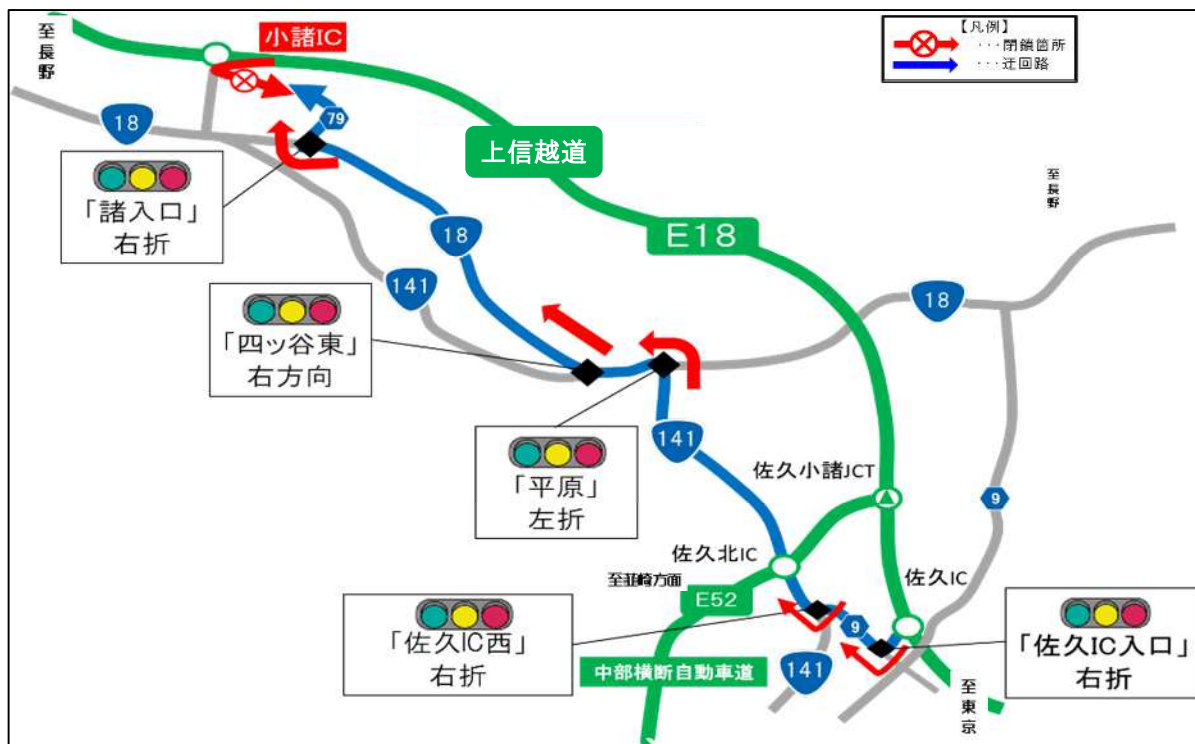 至長野
小諸IC
【凡例】
・・・閉鎖箇所
・・・迂回路
79
18
「諸入口」
右折
上信越道
至長野
18
E18
141
18
「四ッ谷東」
右方向
141
「平原」
左折
佐久小諸JCT
9
佐久北IC
佐久IC
至韮崎方面
E52
「佐久IC西」
右折
9
「佐久IC入口」
右折
中部横断自動車道
141
至東京